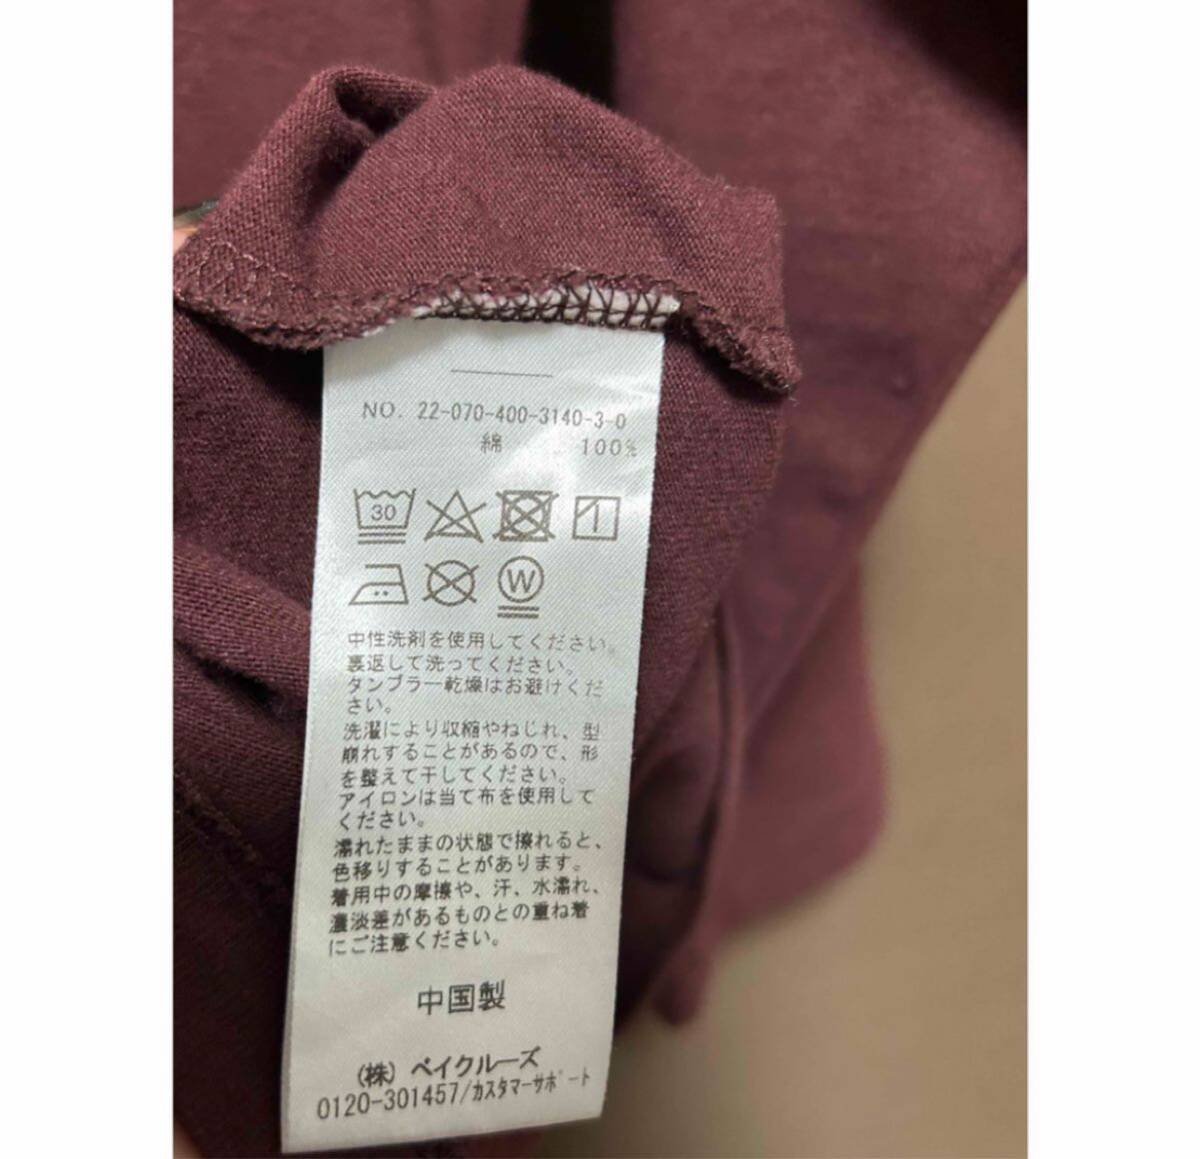 NO. 22-070-400-3140-3-0
綿 100%
30
W
中性洗剤を使用してください。
裏返して洗ってください。
タンブラー乾燥はお避けくだ
さい。
洗濯により収縮やねじれ、型
崩れすることがあるので、形
を整えて干してください。
アイロンは当て布を使用して
ください。
濡れたままの状態で擦れると、
色移りすることがあります。
着用中の摩擦や、汗、水濡れ、
濃淡差があるものとの重ね着
にご注意ください。
中国製
(株) ベイクルーズ
0120-301457/カスタマーサポート